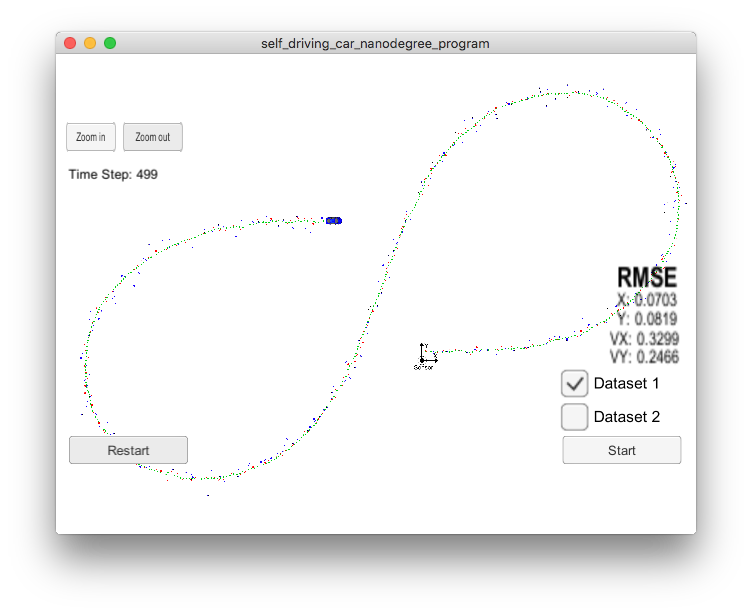 self_driving_car_nanodegree_program
Zoom in
Zoom out
Time Step: 499
RMSE
X: 0.0703
Y: 0.0819
VX: 0.3299
VY: 0.2466
Y
X
Sensor
Dataset 1
Dataset 2
Restart
Start